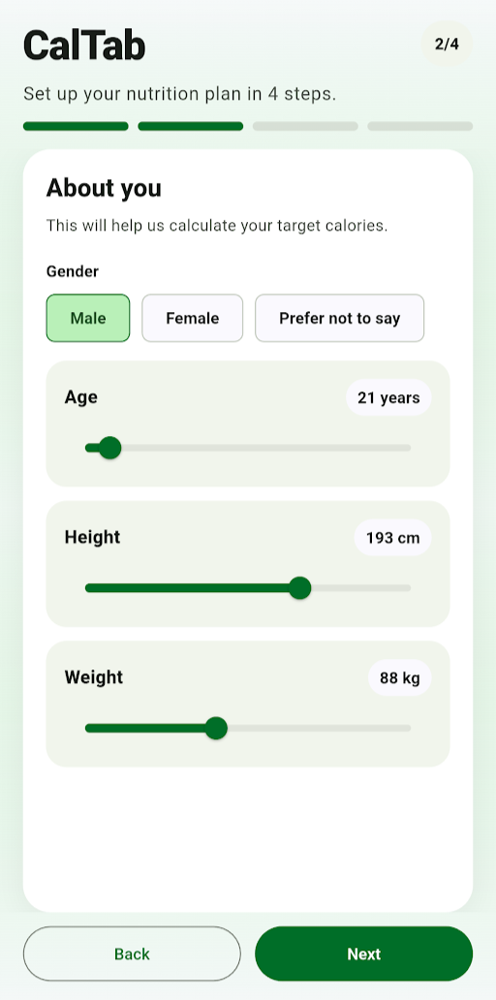 CalTab
2/4
Set up your nutrition plan in 4 steps.
About you
This will help us calculate your target calories.
Gender
Male Female Prefer not to say
Age 21 years
Height 193 cm
Weight 88 kg
Back Next